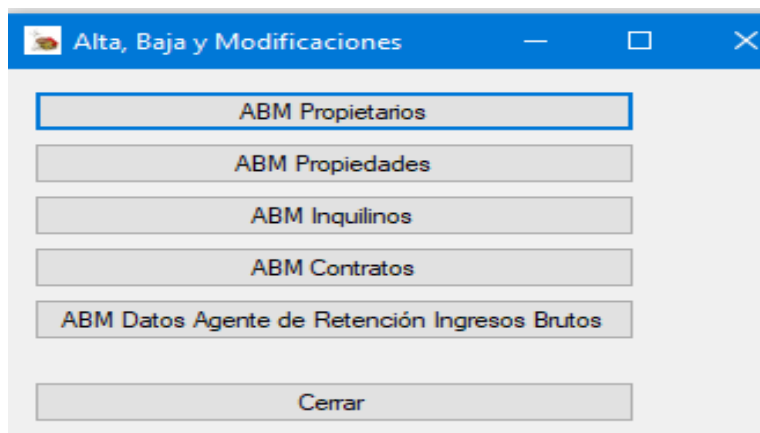 Alta, Baja y Modificaciones
ABM Propietarios
ABM Propiedades
ABM Inquilinos
ABM Contratos
ABM Datos Agente de Retención Ingresos Brutos
Cerrar